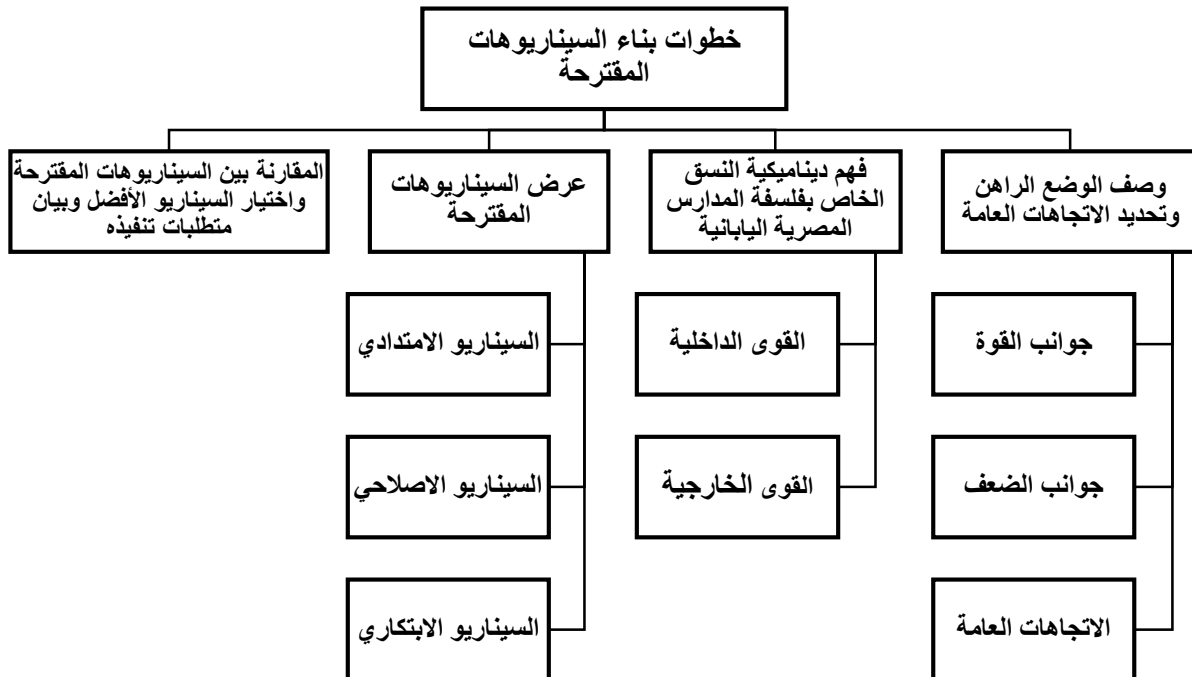 خطوات بناء السيناريوهات
المقترحة
وصف الوضع الراهن
وتحديد الاتجاهات العامة
جوانب القوة
جوانب الضعف
الاتجاهات العامة
فهم ديناميكية النسق
الخاص بفلسفة المدارس
المصرية اليابانية
القوى الداخلية
القوى الخارجية
عرض السيناريوهات
المقترحة
السيناريو الامتدادي
السيناريو الاصلاحي
السيناريو الابتكاري
المقارنة بين السيناريوهات المقترحة
واختيار السيناريو الأفضل وبيان
متطلبات تنفيذه